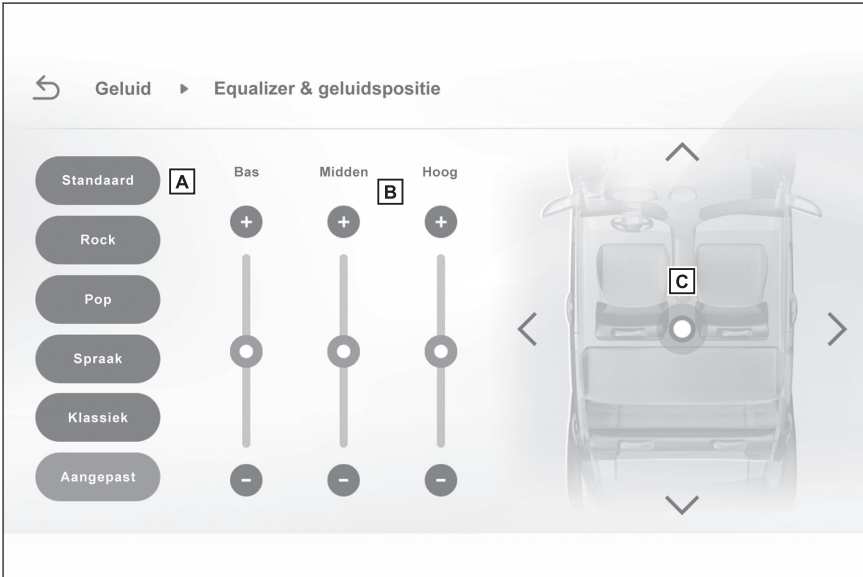 Geluid ▸ Equalizer & geluidspositie
Standaard
A
Bas
Midden
B
Hoog
+ + +
Rock
Pop
Spraak
Klassiek
Aangepast
- - -
C